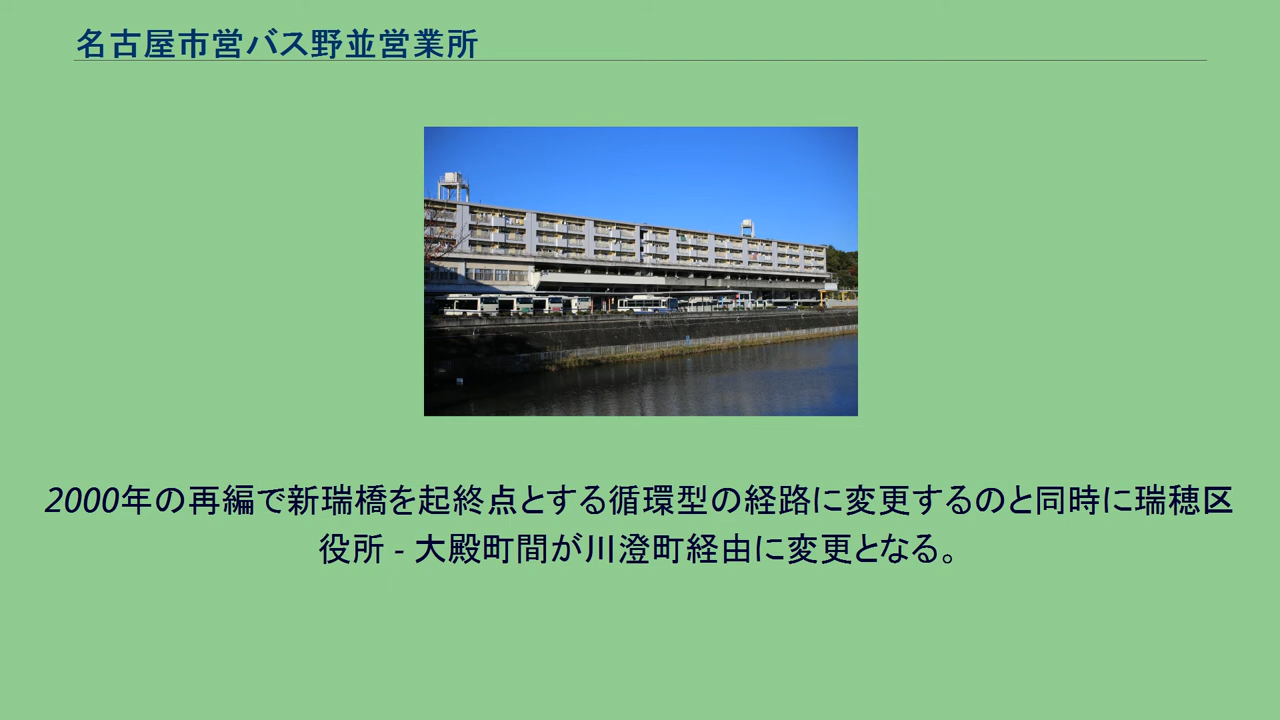 名古屋市営バス野並営業所
2000年の再編で新瑞橋を起終点とする循環型の経路に変更するのと同時に瑞穂区
役所 - 大殿町間が川澄町経由に変更となる。